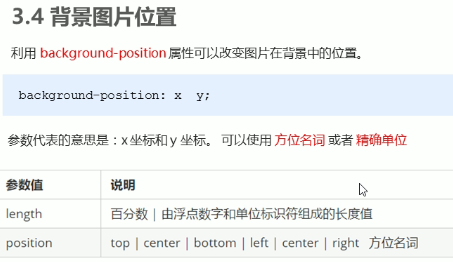 3.4 背景图片位置
利用 background-position 属性可以改变图片在背景中的位置。
background-position: x y;
参数代表的意思是：x 坐标和 y 坐标。 可以使用 方位名词 或者 精确单位
参数值 说明
length 百分数 | 由浮点数字和单位标识符组成的长度值
position top | center | bottom | left | center | right 方位名词